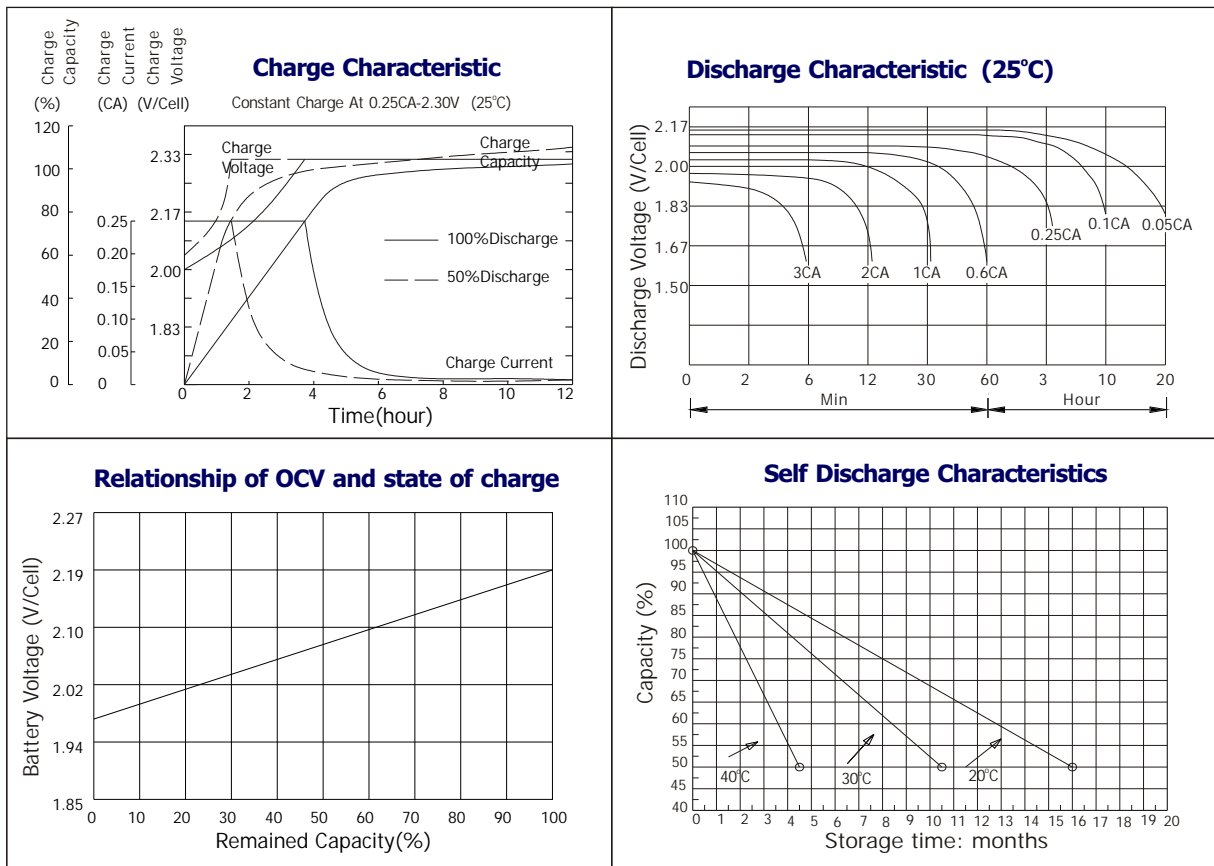 Charge Capacity
Charge Current
Charge Voltage
(%)
(CA)
(V/Cell)
Charge Characteristic
Constant Charge At 0.25CA-2.30V (25°C)
120
100
80
60
40
20
0
0.25
0.20
0.15
0.10
0.05
0
2.33
2.17
2.00
1.83
Charge Voltage
Charge Capacity
100%Discharge
50%Discharge
Charge Current
0 2 4 6 8 10 12
Time(hour)
Discharge Characteristic (25°C)
Discharge Voltage (V/Cell)
2.17
2.00
1.83
1.67
1.50
0
3CA 2CA 1CA 0.6CA 0.25CA 0.1CA 0.05CA
0 2 6 12 30 60 3 10 20
Min Hour
Relationship of OCV and state of charge
Battery Voltage (V/Cell)
2.27
2.19
2.10
2.02
1.94
1.85
0 10 20 30 40 50 60 70 80 90 100
Remained Capacity(%)
Self Discharge Characteristics
Capacity (%)
110
105
100
95
90
85
80
75
70
65
60
55
50
45
40
40°C 30°C 20°C
0 1 2 3 4 5 6 7 8 9 10 11 12 13 14 15 16 17 18 19 20
Storage time: months